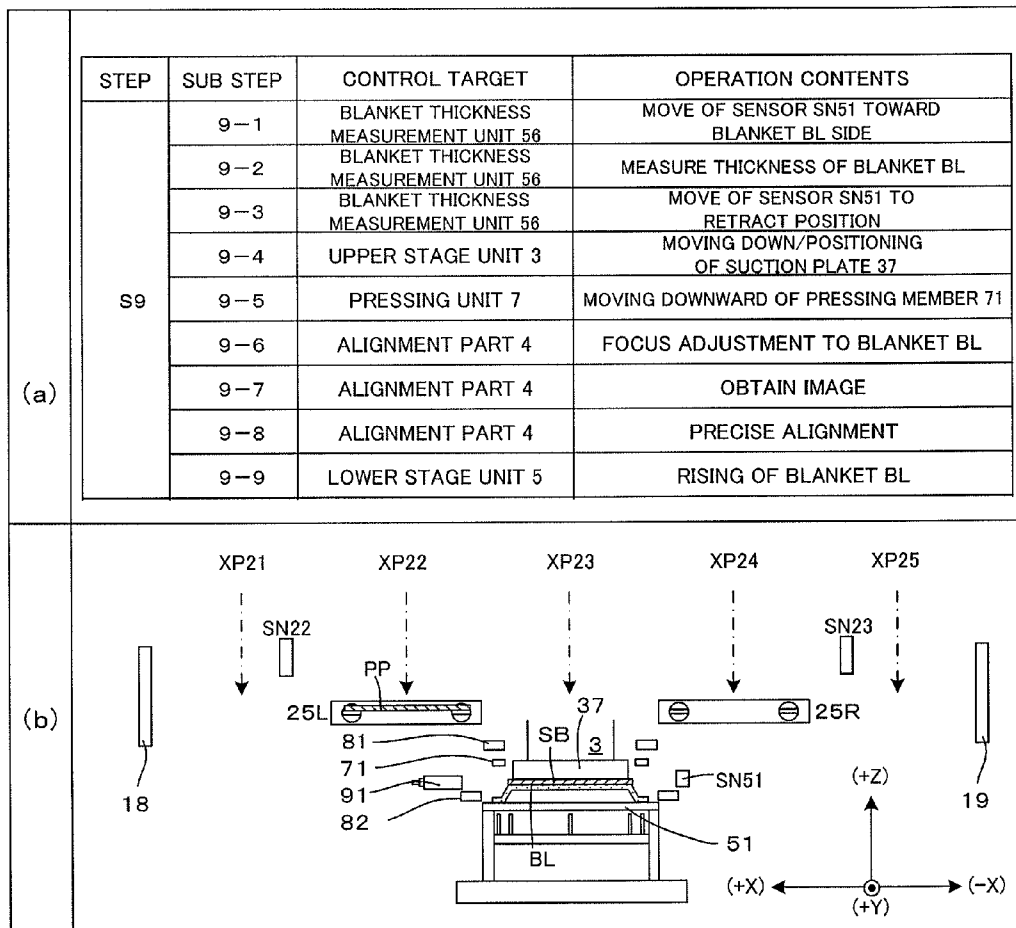 (a)
STEP SUB STEP CONTROL TARGET OPERATION CONTENTS
S9
9-1 BLANKET THICKNESS MEASUREMENT UNIT 56 MOVE OF SENSOR SN51 TOWARD BLANKET BL SIDE
9-2 BLANKET THICKNESS MEASUREMENT UNIT 56 MEASURE THICKNESS OF BLANKET BL
9-3 BLANKET THICKNESS MEASUREMENT UNIT 56 MOVE OF SENSOR SN51 TO RETRACT POSITION
9-4 UPPER STAGE UNIT 3 MOVING DOWN/POSITIONING OF SUCTION PLATE 37
9-5 PRESSING UNIT 7 MOVING DOWNWARD OF PRESSING MEMBER 71
9-6 ALIGNMENT PART 4 FOCUS ADJUSTMENT TO BLANKET BL
9-7 ALIGNMENT PART 4 OBTAIN IMAGE
9-8 ALIGNMENT PART 4 PRECISE ALIGNMENT
9-9 LOWER STAGE UNIT 5 RISING OF BLANKET BL
(b)
XP21 XP22 XP23 XP24 XP25
SN22 SN23
PP
25L 37 25R
81 SB 3
71
91 SN51
18 82 (+Z) 19
51
BL
(+X) (-X)
(+Y)